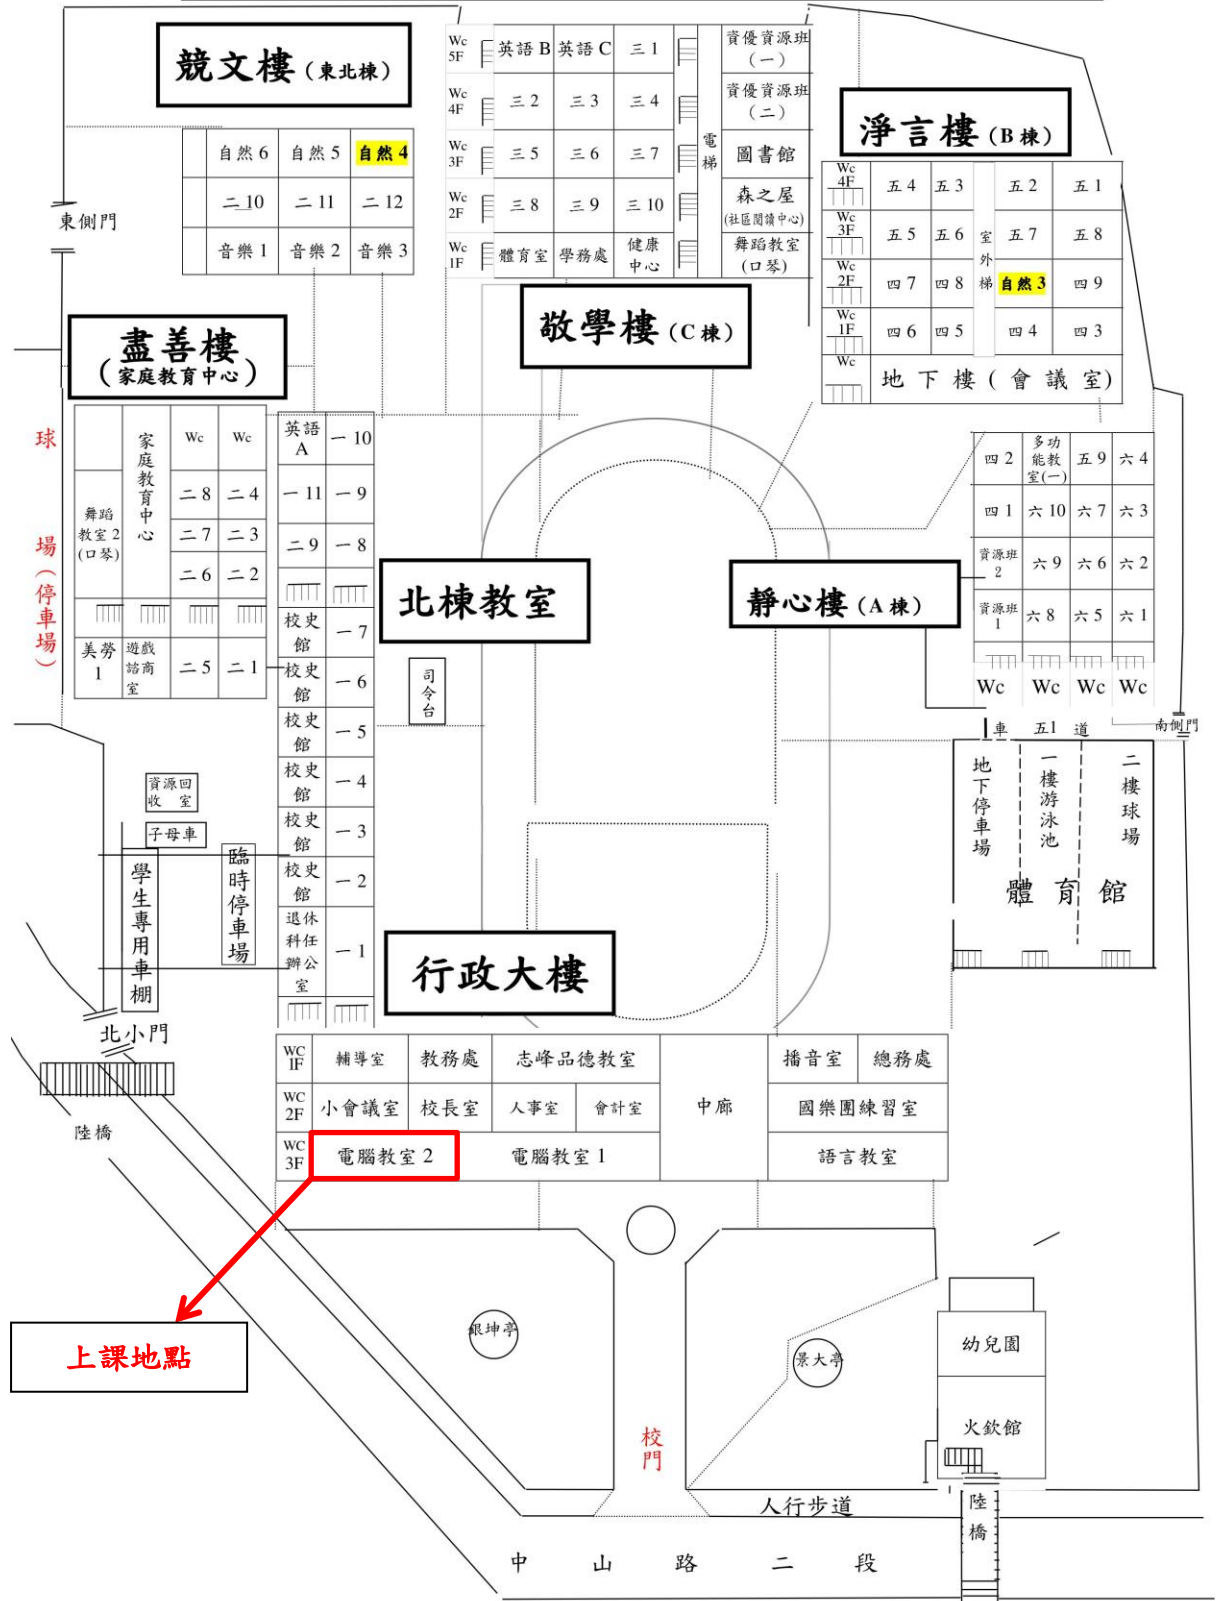 競文樓(東北棟)
Wc 5F 英語 B 英語 C 三 1 資優資源班(一)
Wc 4F 三 2 三 3 三 4 資優資源班(二)
Wc 3F 三 5 三 6 三 7 圖書館
Wc 2F 三 8 三 9 三 10 森之屋(社區閱讀中心)
Wc 1F 體育室 學務處 健康中心 舞蹈教室(口琴)
電梯
敬學樓(C 棟)
自然 6 自然 5 自然 4
二 10 二 11 二 12
音樂 1 音樂 2 音樂 3
東側門
淨言樓(B 棟)
Wc 4F 五 4 五 3 五 2 五 1
Wc 3F 五 5 五 6 五 7 五 8
Wc 2F 四 7 四 8 自然 3 四 9
Wc 1F 四 6 四 5 四 4 四 3
室外梯
Wc 地下樓(會議室)
盡善樓
(家庭教育中心)
球場(停車場)
家庭教育中心 Wc Wc
舞蹈教室 2(口琴) 二 8 二 4
二 7 二 3
二 6 二 2
美勞 1 遊戲諮商室 二 5 二 1
英語 A 一 10
一 11 一 9
二 9 一 8
校史館 一 7
校史館 一 6
校史館 一 5
校史館 一 4
校史館 一 3
校史館 一 2
退休科任辦公室 一 1
北棟教室
司令台
靜心樓(A 棟)
四 2 多功能教室(一) 五 9 六 4
四 1 六 10 六 7 六 3
資源班 2 六 9 六 6 六 2
資源班 1 六 8 六 5 六 1
Wc Wc Wc Wc
車 五1 道
南側門
地下停車場
一樓游泳池
二樓球場
體育館
資源回收室
子母車
學生專用車棚
臨時停車場
北小門
陸橋
行政大樓
WC 1F 輔導室 教務處 志峰品德教室 播音室 總務處
WC 2F 小會議室 校長室 人事室 會計室 中廊 國樂團練習室
WC 3F 電腦教室 2 電腦教室 1 語言教室
上課地點
銀坤亭
景大亭
幼兒園
火欽館
校門
人行步道
陸橋
中山路二段